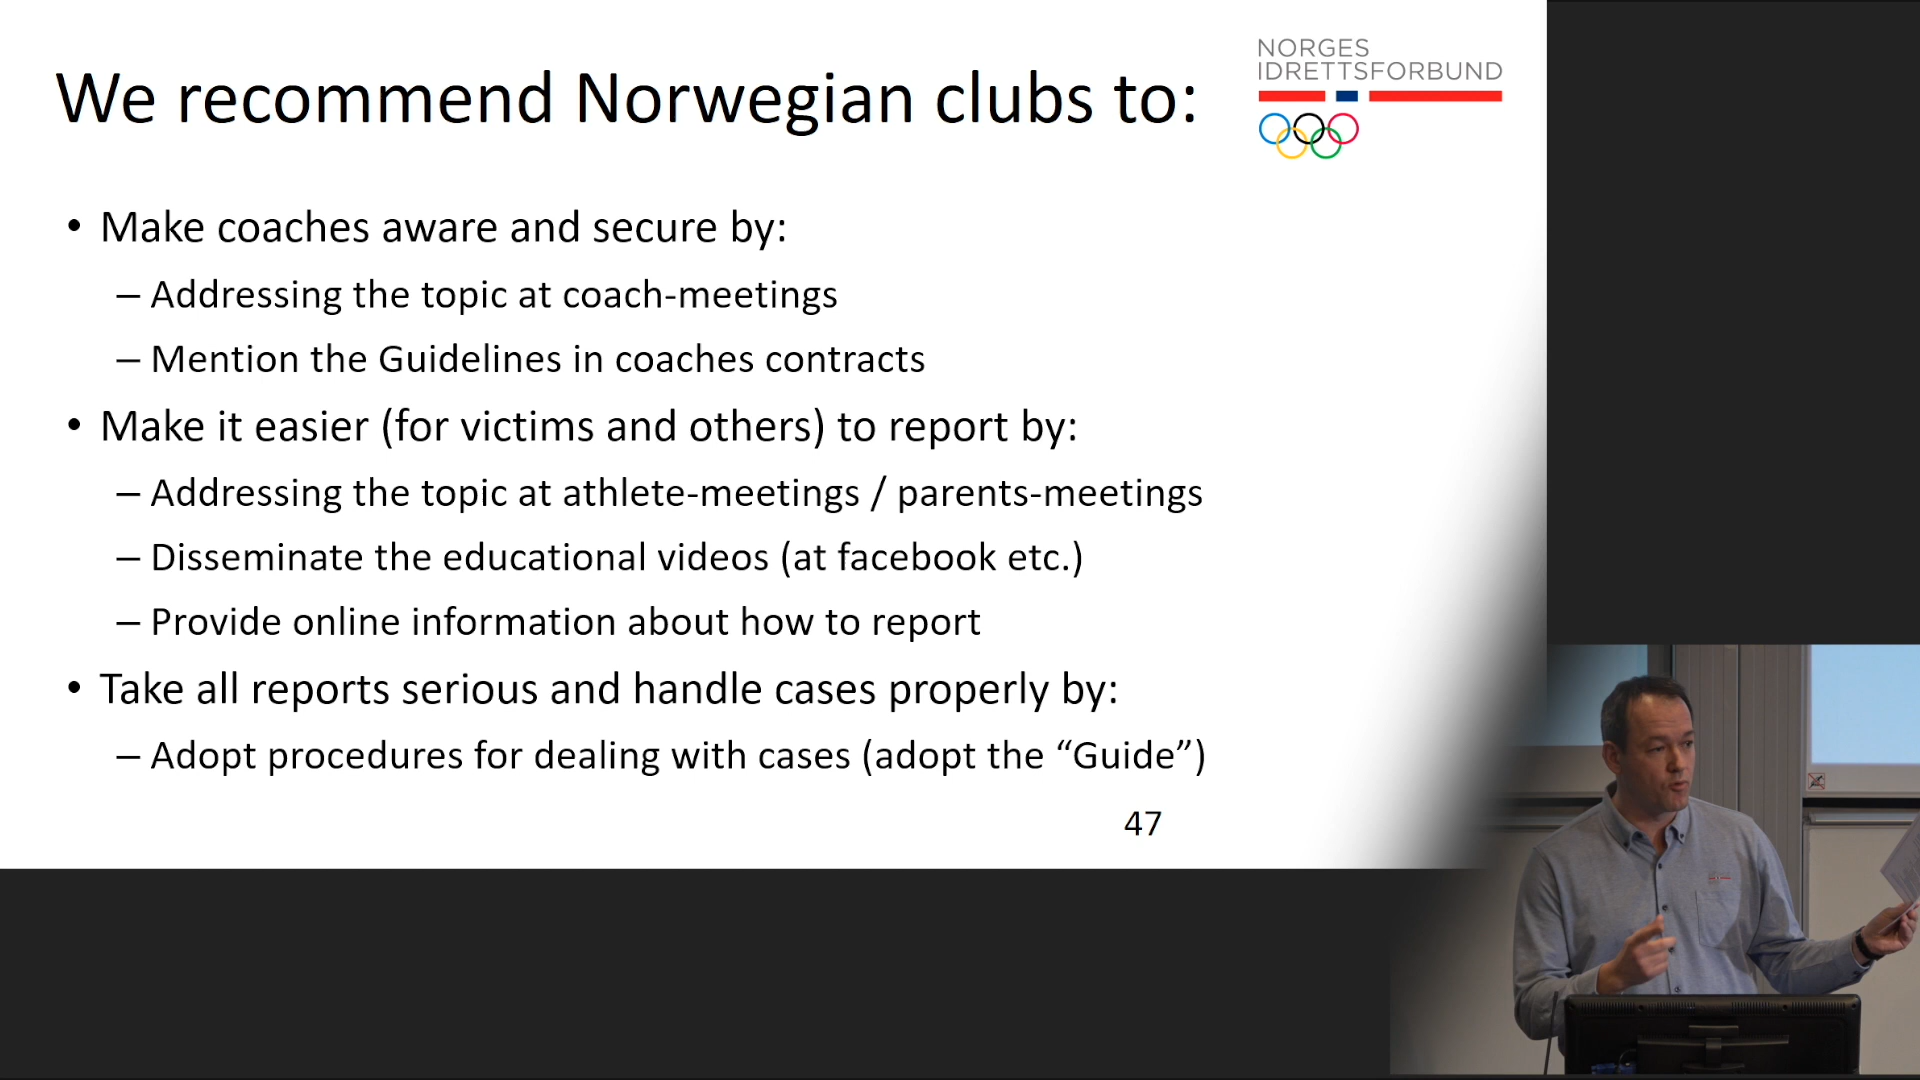 We recommend Norwegian clubs to:
NORGES
IDRETTSFORBUND
• Make coaches aware and secure by:
– Addressing the topic at coach-meetings
– Mention the Guidelines in coaches contracts
• Make it easier (for victims and others) to report by:
– Addressing the topic at athlete-meetings / parents-meetings
– Disseminate the educational videos (at facebook etc.)
– Provide online information about how to report
• Take all reports serious and handle cases properly by:
– Adopt procedures for dealing with cases (adopt the “Guide”)
47